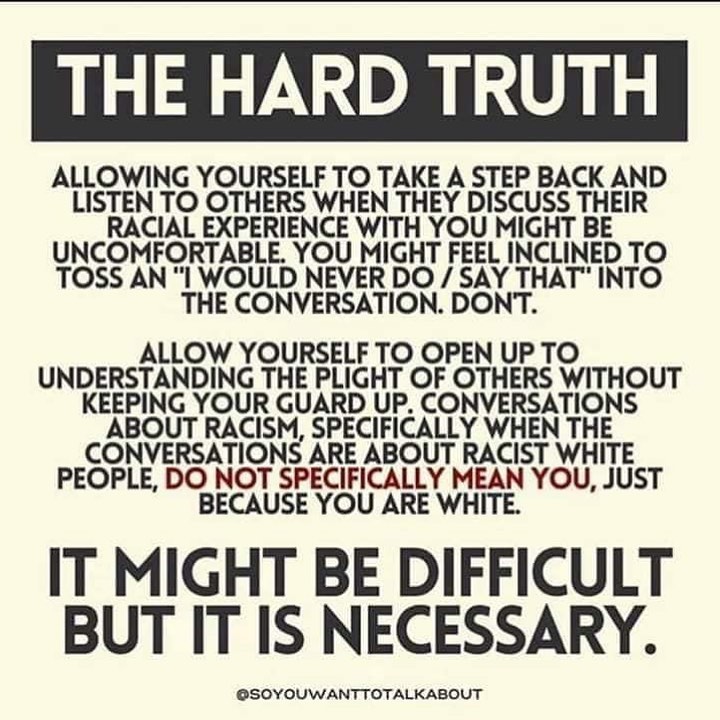 THE HARD TRUTH
ALLOWING YOURSELF TO TAKE A STEP BACK AND
LISTEN TO OTHERS WHEN THEY DISCUSS THEIR
RACIAL EXPERIENCE WITH YOU MIGHT BE
UNCOMFORTABLE. YOU MIGHT FEEL INCLINED TO
TOSS AN "I WOULD NEVER DO / SAY THAT" INTO
THE CONVERSATION. DON'T.
ALLOW YOURSELF TO OPEN UP TO
UNDERSTANDING THE PLIGHT OF OTHERS WITHOUT
KEEPING YOUR GUARD UP. CONVERSATIONS
ABOUT RACISM, SPECIFICALLY WHEN THE
CONVERSATIONS ARE ABOUT RACIST WHITE
PEOPLE, DO NOT SPECIFICALLY MEAN YOU, JUST
BECAUSE YOU ARE WHITE.
IT MIGHT BE DIFFICULT
BUT IT IS NECESSARY.
@SOYOUWANTTOTALKABOUT